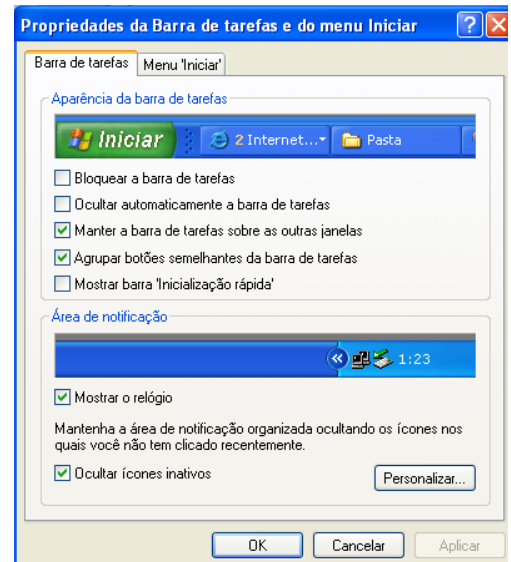 Propriedades da Barra de tarefas e do menu Iniciar
Barra de tarefas Menu 'Iniciar'
Aparência da barra de tarefas
Iniciar 2 Internet... Pasta
Bloquear a barra de tarefas
Ocultar automaticamente a barra de tarefas
Manter a barra de tarefas sobre as outras janelas
Agrupar botões semelhantes da barra de tarefas
Mostrar barra 'Inicialização rápida'
Área de notificação
1:23
Mostrar o relógio
Mantenha a área de notificação organizada ocultando os ícones nos
quais você não tem clicado recentemente.
Ocultar ícones inativos Personalizar...
OK Cancelar Aplicar